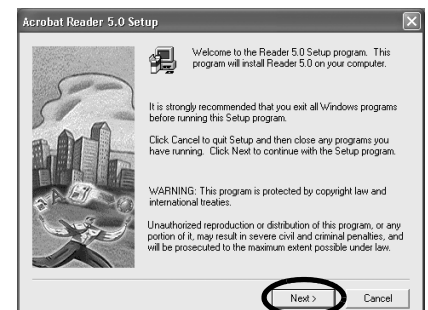 Acrobat Reader 5.0 Setup
Welcome to the Reader 5.0 Setup program. This
program will install Reader 5.0 on your computer.
It is strongly recommended that you exit all Windows programs
before running this Setup program.
Click Cancel to quit Setup and then close any programs you
have running. Click Next to continue with the Setup program.
WARNING: This program is protected by copyright law and
international treaties.
Unauthorized reproduction or distribution of this program, or any
portion of it, may result in severe civil and criminal penalties, and
will be prosecuted to the maximum extent possible under law.
Next >
Cancel